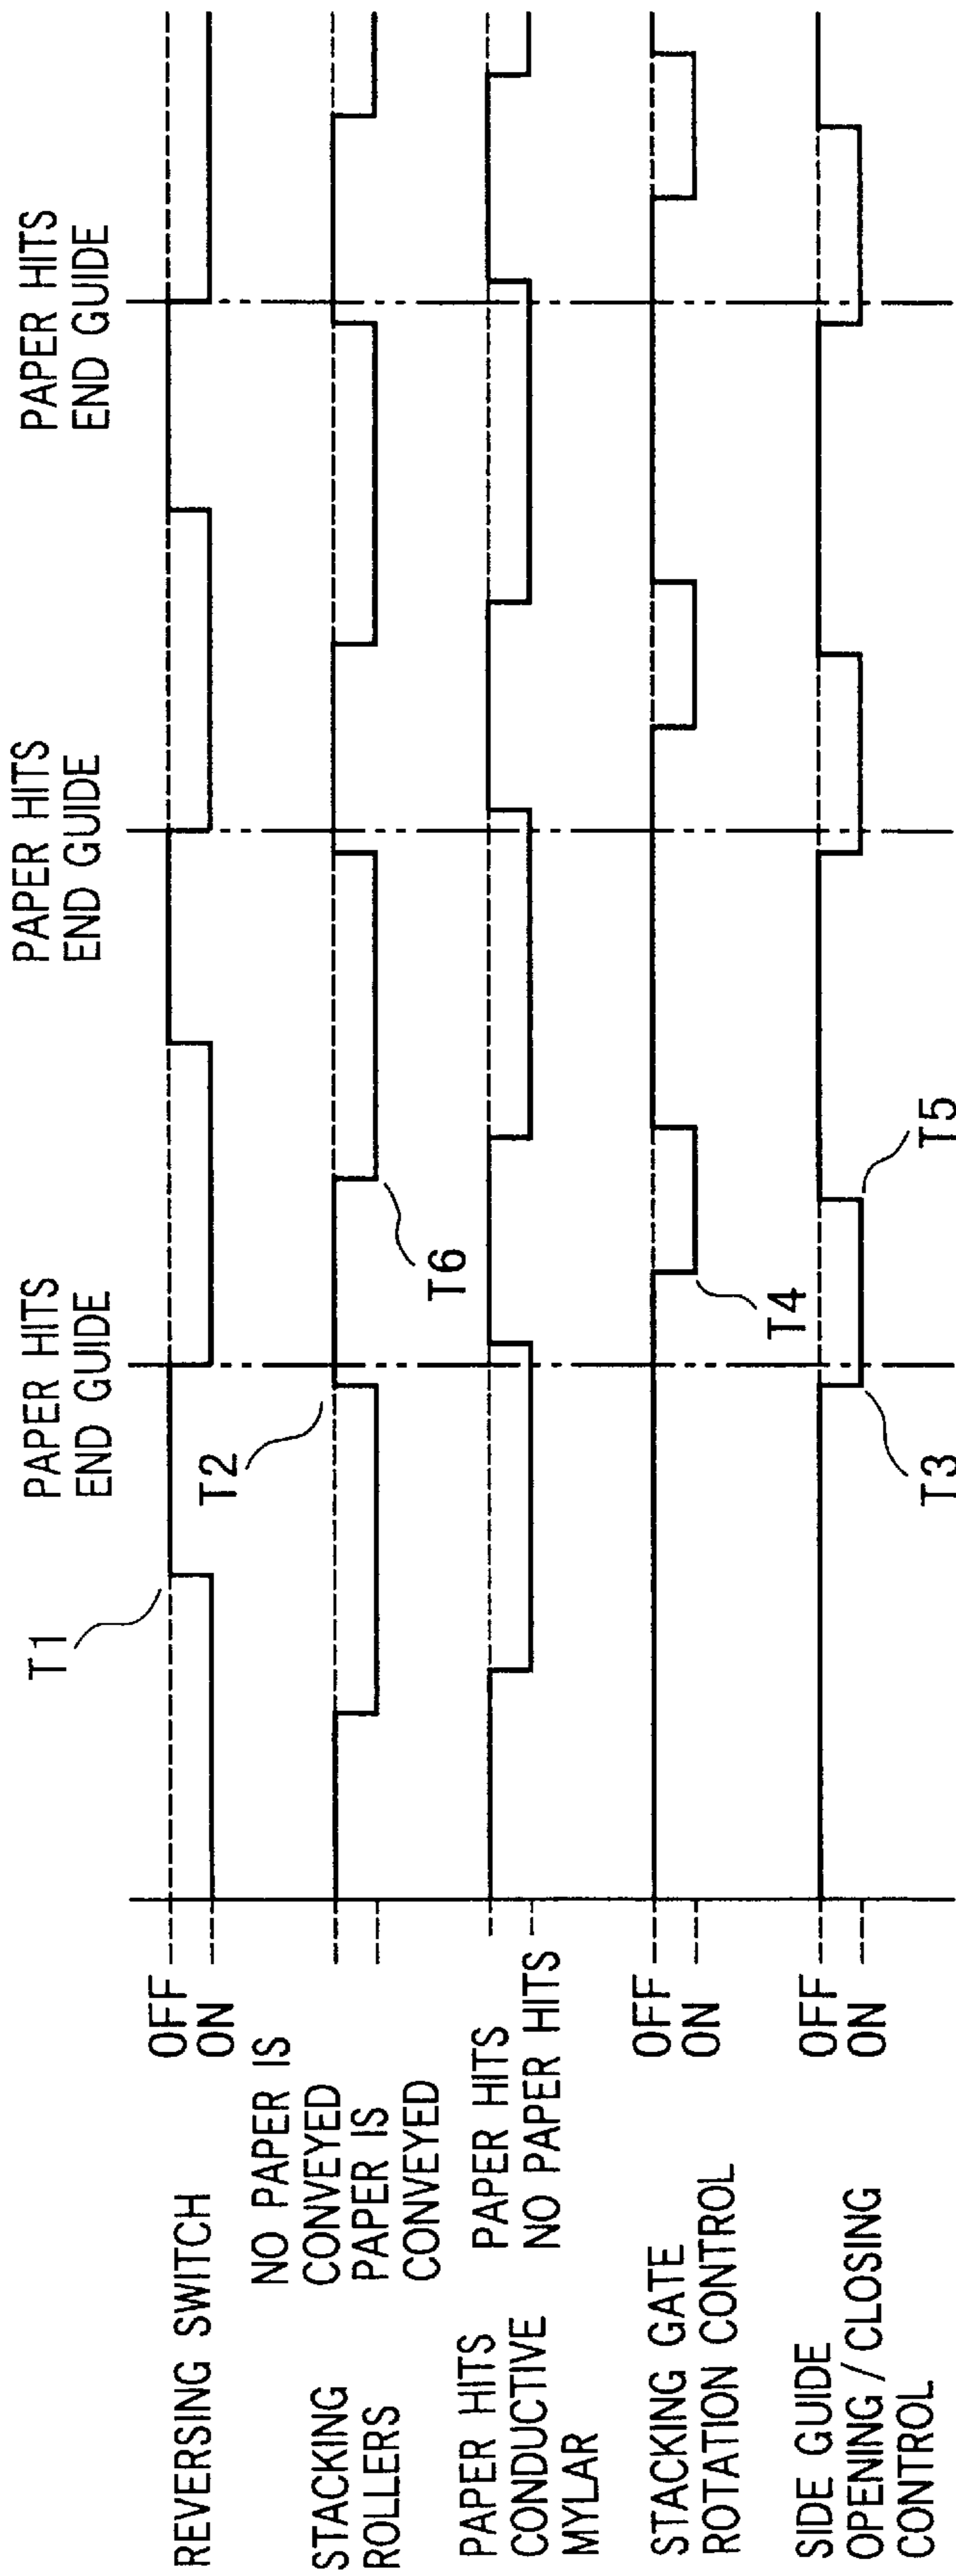 PAPER HITS
END GUIDE
PAPER HITS
END GUIDE
PAPER HITS
END GUIDE
T1
T2
T6
T4
T3
T5
REVERSING SWITCH
OFF
ON
STACKING
ROLLERS
NO PAPER IS
CONVEYED
PAPER IS
CONVEYED
PAPER HITS
CONDUCTIVE
MYLAR
PAPER HITS
NO PAPER HITS
STACKING GATE
ROTATION CONTROL
OFF
ON
SIDE GUIDE
OPENING / CLOSING
CONTROL
OFF
ON